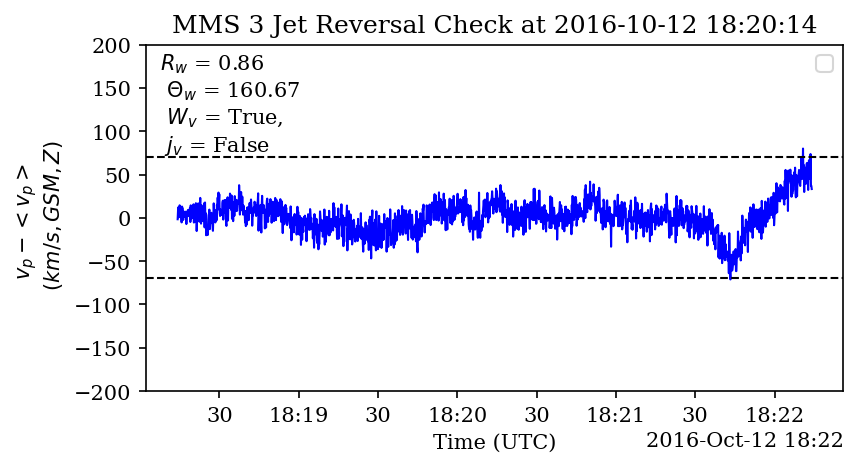 MMS 3 Jet Reversal Check at 2016-10-12 18:20:14
200
150
100
50
0
−50
−100
−150
−200
v_p − < v_p >
(km/s, GSM, Z)
R_w = 0.86
Θ_w = 160.67
W_v = True,
j_v = False
30 18:19 30 18:20 30 18:21 30 18:22
Time (UTC)
2016-Oct-12 18:22